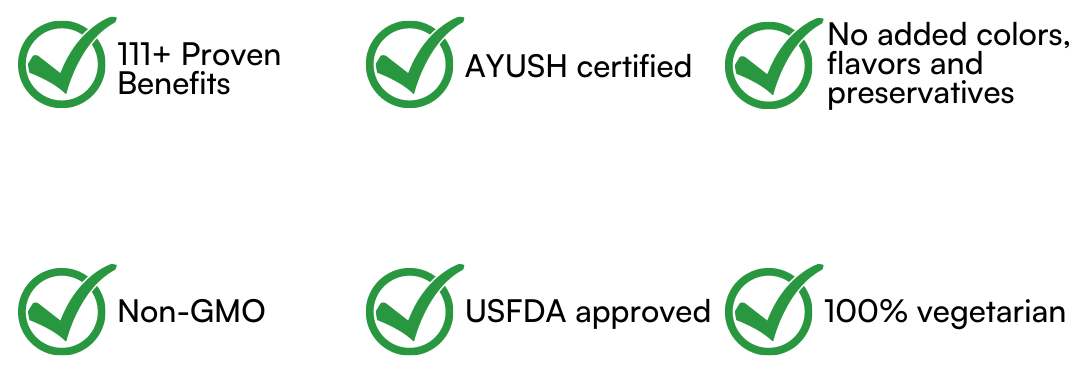 111+ Proven
Benefits
AYUSH certified
No added colors,
flavors and
preservatives
Non-GMO
USFDA approved
100% vegetarian